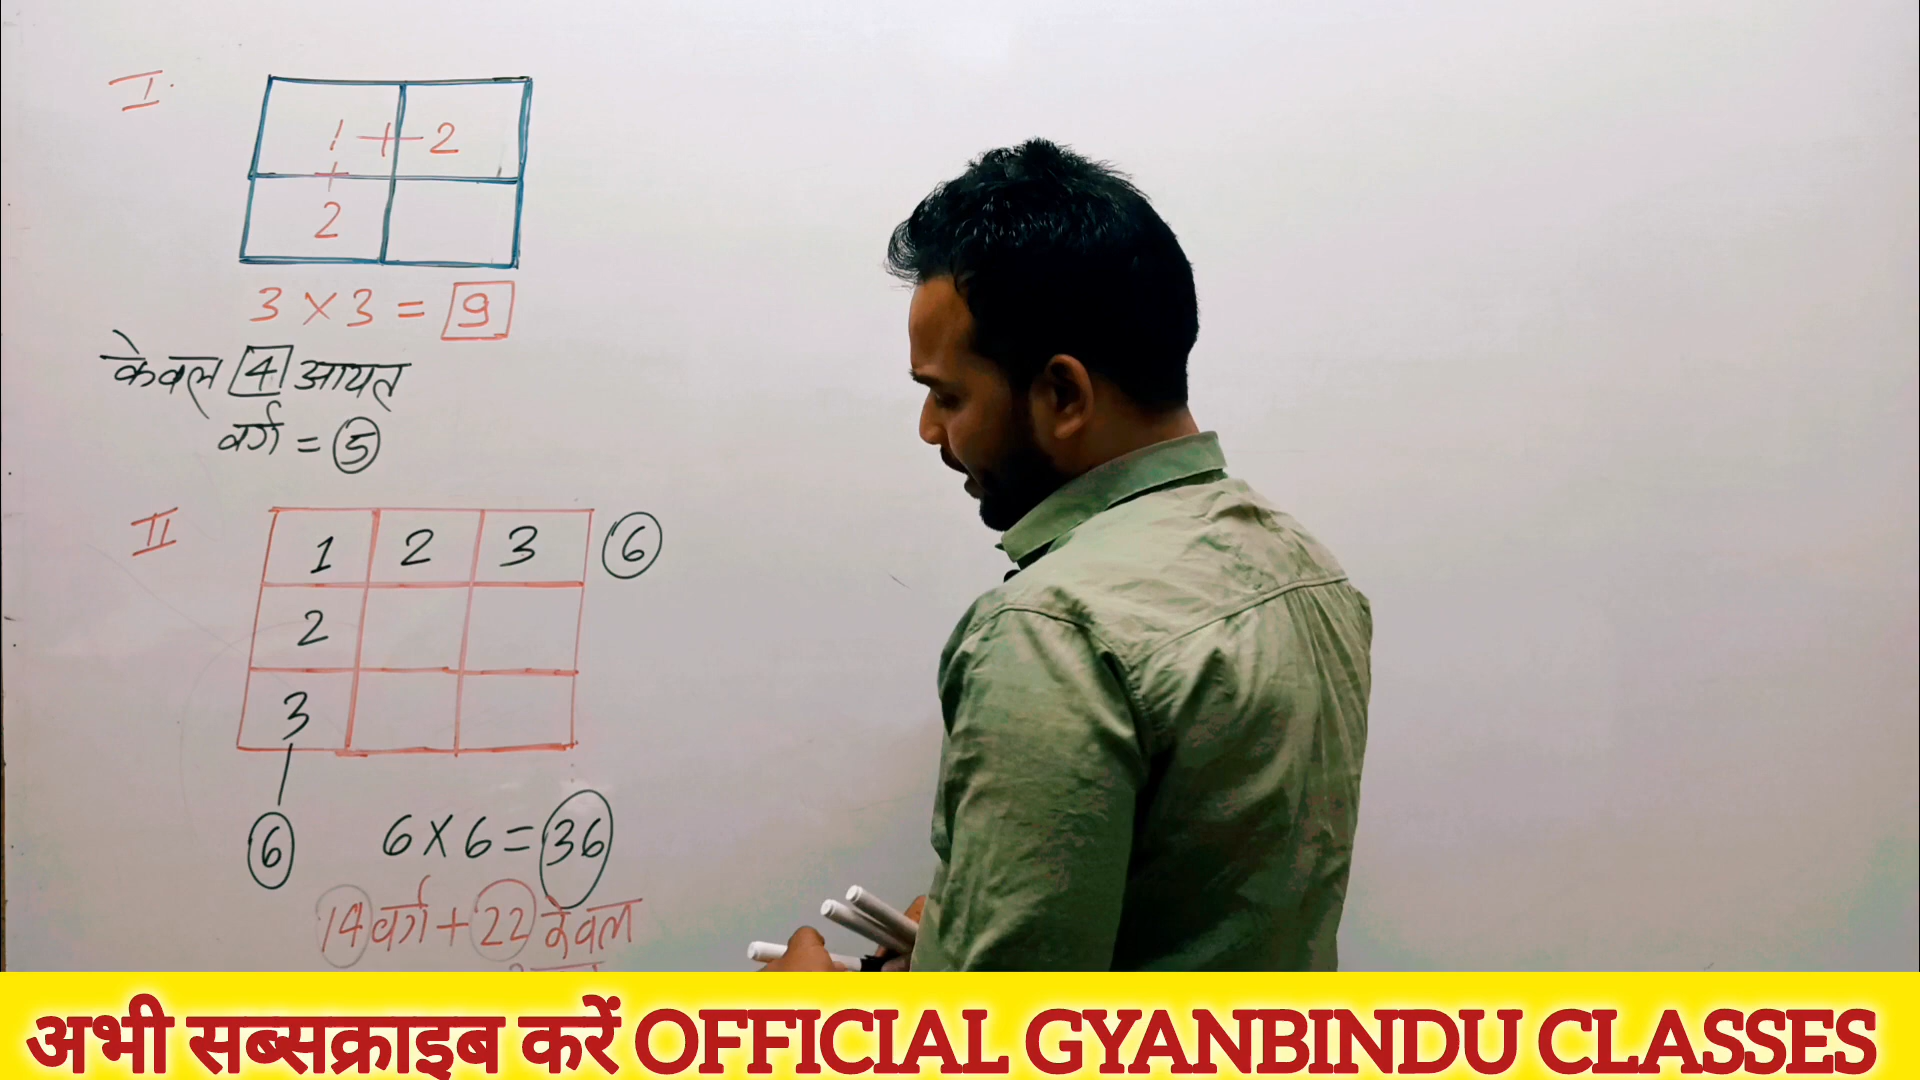 I.
1 + 2
+
2
3 × 3 = 9
केवल 4 आयत
वर्ग = 5
II
1 2 3 6
2
3
6
6 × 6 = 36
14 वर्ग + 22 केवल
अभी सब्सक्राइब करें OFFICIAL GYANBINDU CLASSES